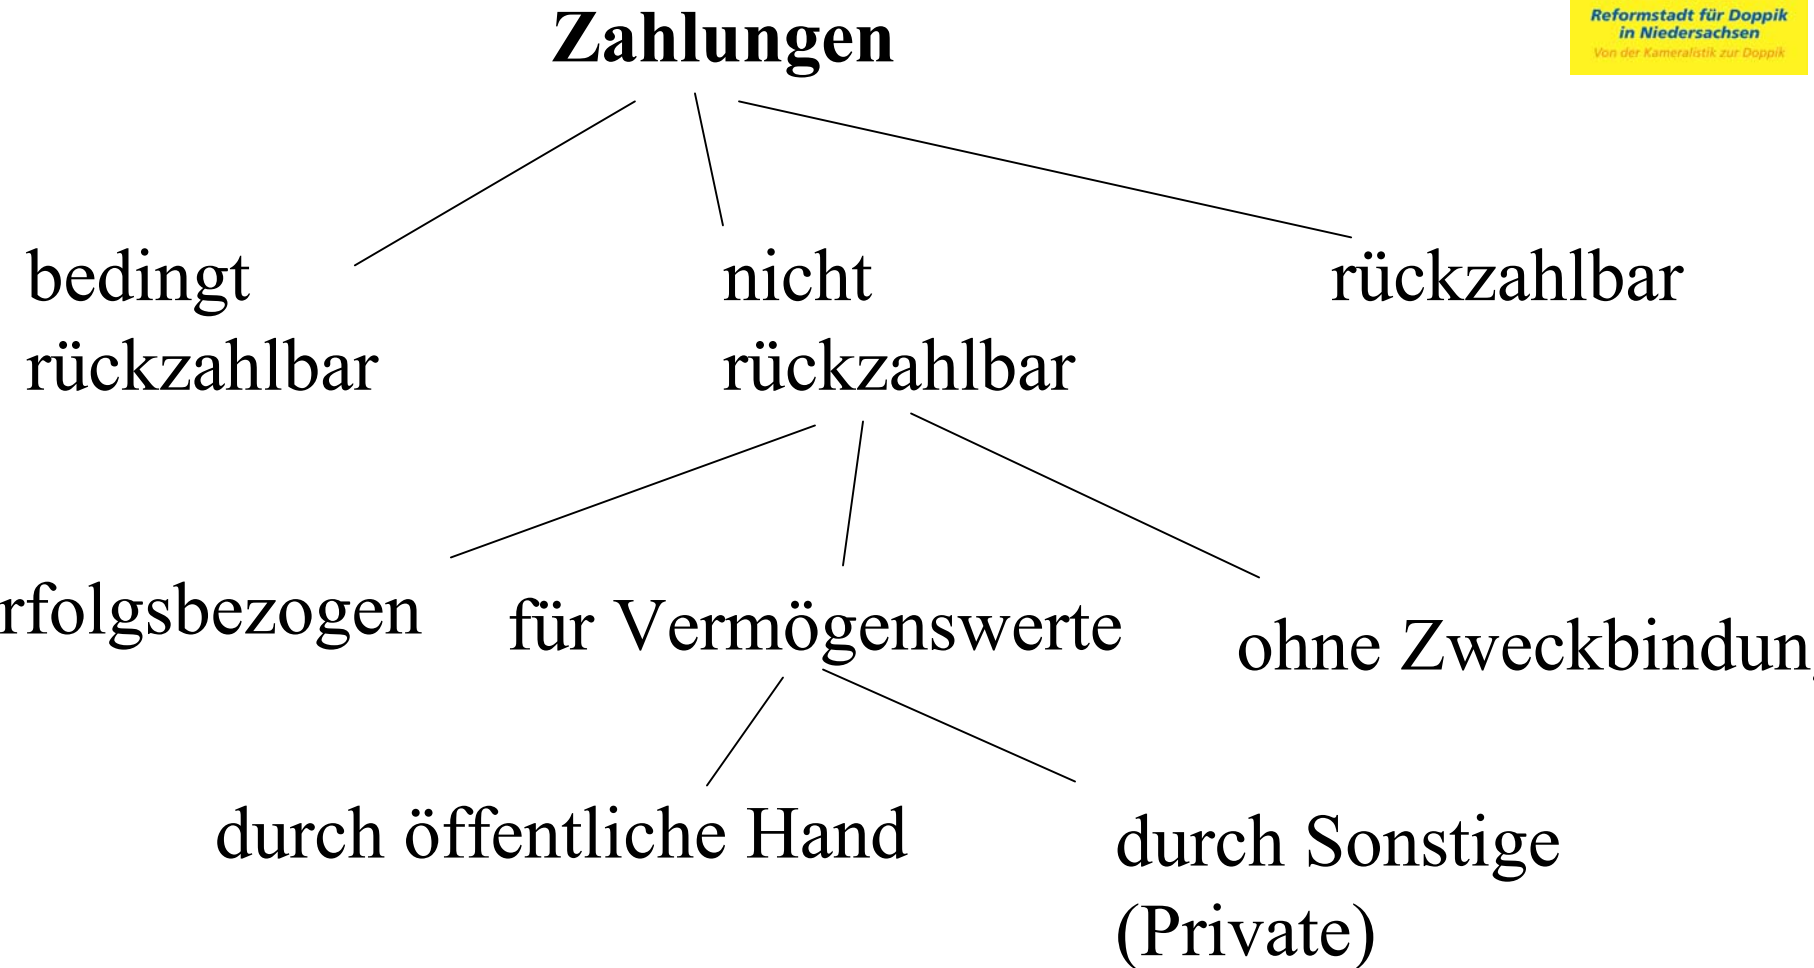 Zahlungen
Reformstadt für Doppik
in Niedersachsen
Von der Kameralistik zur Doppik
bedingt
rückzahlbar
nicht
rückzahlbar
rückzahlbar
rfolgsbezogen
für Vermögenswerte
ohne Zweckbindun
durch öffentliche Hand
durch Sonstige
(Private)